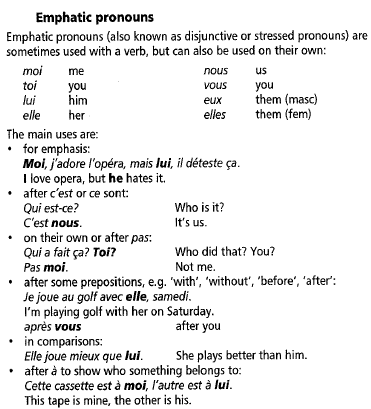 Emphatic pronouns
Emphatic pronouns (also known as disjunctive or stressed pronouns) are
sometimes used with a verb, but can also be used on their own:
moi me nous us
toi you vous you
lui him eux them (masc)
elle her elles them (fem)
The main uses are:
• for emphasis:
Moi, j'adore l'opéra, mais lui, il déteste ça.
I love opera, but he hates it.
• after c'est or ce sont:
Qui est-ce? Who is it?
C'est nous. It's us.
• on their own or after pas:
Qui a fait ça? Toi? Who did that? You?
Pas moi. Not me.
• after some prepositions, e.g. 'with', 'without', 'before', 'after':
Je joue au golf avec elle, samedi.
I'm playing golf with her on Saturday.
après vous after you
• in comparisons:
Elle joue mieux que lui. She plays better than him.
• after à to show who something belongs to:
Cette cassette est à moi, l'autre est à lui.
This tape is mine, the other is his.